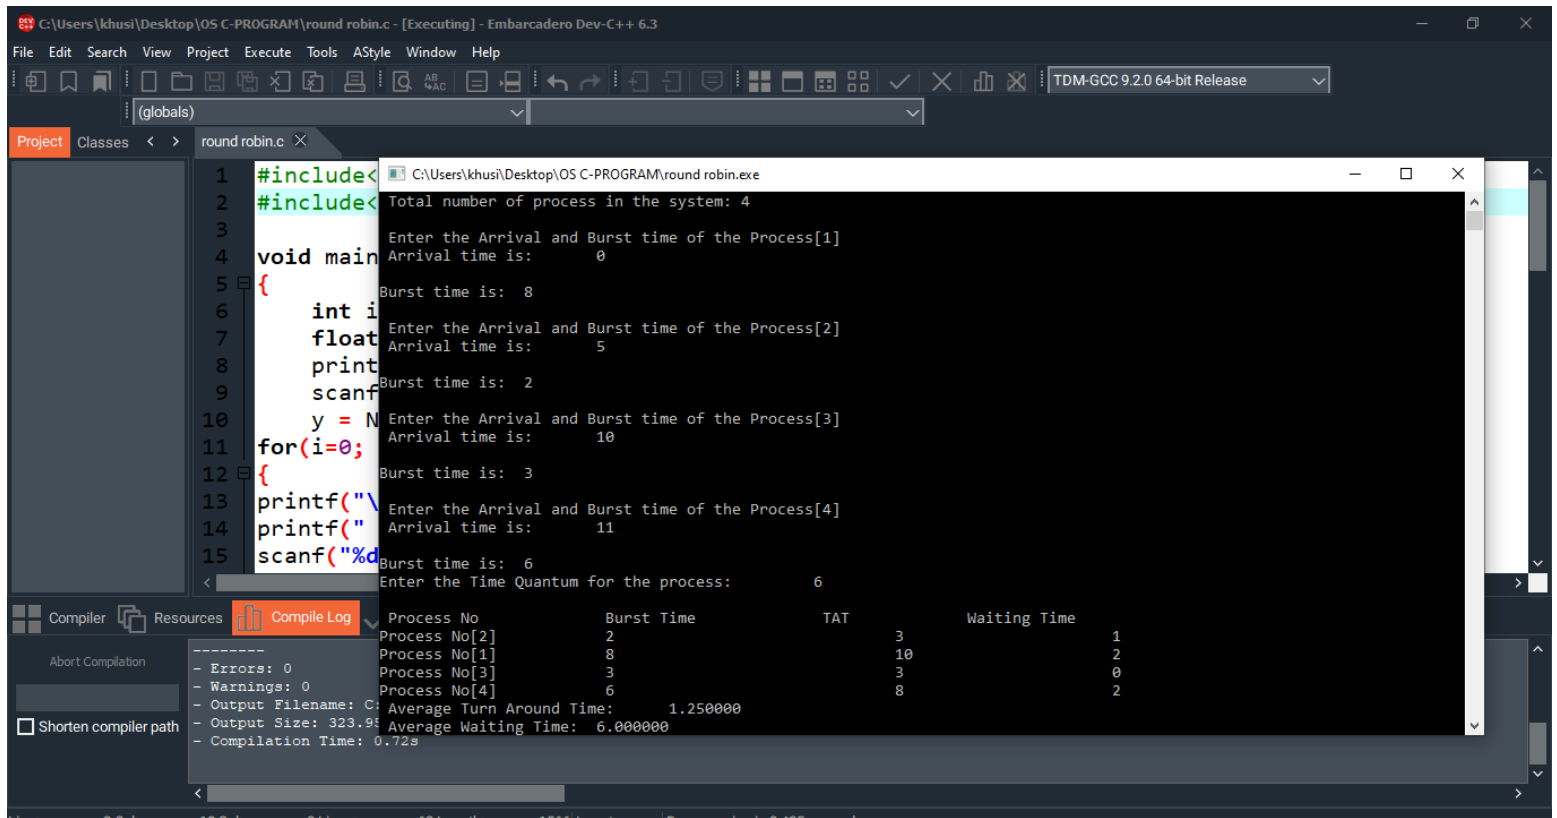 C:\Users\khusi\Desktop\OS C-PROGRAM\round robin.c - [Executing] - Embarcadero Dev-C++ 6.3
File Edit Search View Project Execute Tools AStyle Window Help
TDM-GCC 9.2.0 64-bit Release
(globals)
Project Classes
round robin.c
1 #include<
2 #include<
3
4 void main
5 {
6 int i
7 float
8 print
9 scanf
10 y = N
11 for(i=0;
12 {
13 printf("\
14 printf("
15 scanf("%d
C:\Users\khusi\Desktop\OS C-PROGRAM\round robin.exe
Total number of process in the system: 4
Enter the Arrival and Burst time of the Process[1]
Arrival time is: 0
Burst time is: 8
Enter the Arrival and Burst time of the Process[2]
Arrival time is: 5
Burst time is: 2
Enter the Arrival and Burst time of the Process[3]
Arrival time is: 10
Burst time is: 3
Enter the Arrival and Burst time of the Process[4]
Arrival time is: 11
Burst time is: 6
Enter the Time Quantum for the process: 6
Process No Burst Time TAT Waiting Time
Process No[2] 2 3 1
Process No[1] 8 10 2
Process No[3] 3 3 0
Process No[4] 6 8 2
Average Turn Around Time: 1.250000
Average Waiting Time: 6.000000
Compiler Resources Compile Log
Abort Compilation
Shorten compiler path
--------
- Errors: 0
- Warnings: 0
- Output Filename: C:
- Output Size: 323.95
- Compilation Time: 0.72s